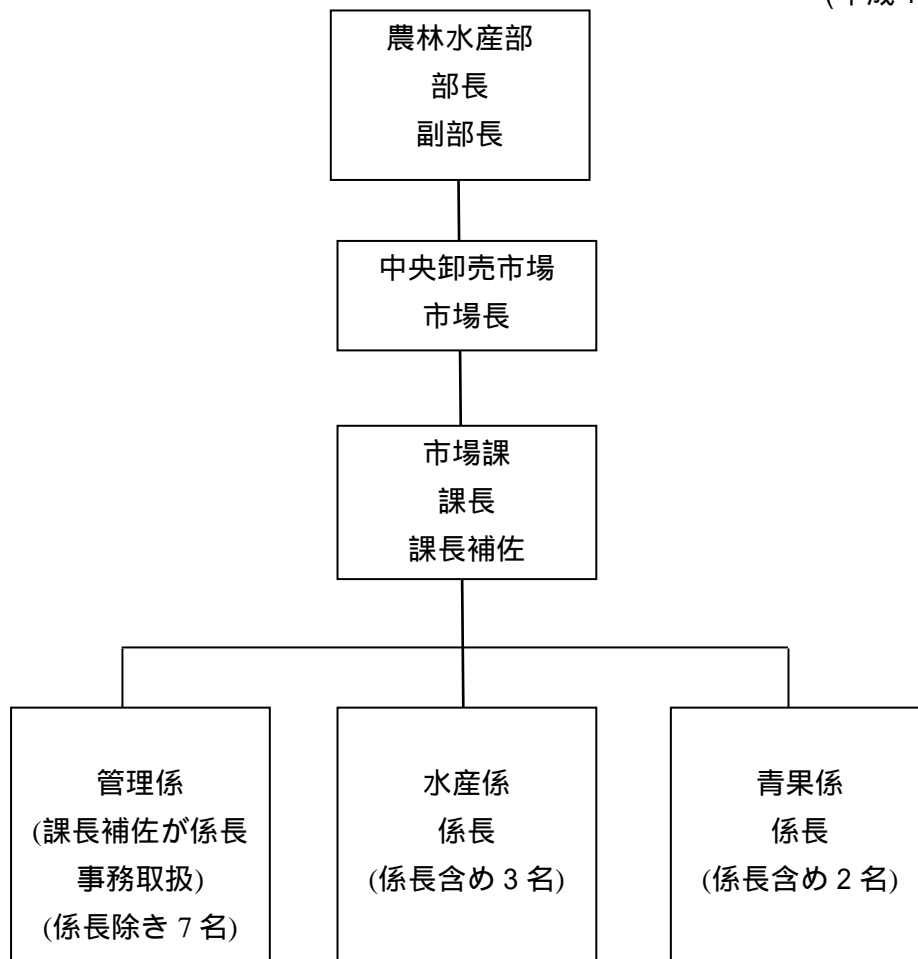 農林水産部
部長
副部長
中央卸売市場
市場長
市場課
課長
課長補佐
管理係
(課長補佐が係長
事務取扱)
(係長除き 7 名)
水産係
係長
(係長含め 3 名)
青果係
係長
(係長含め 2 名)